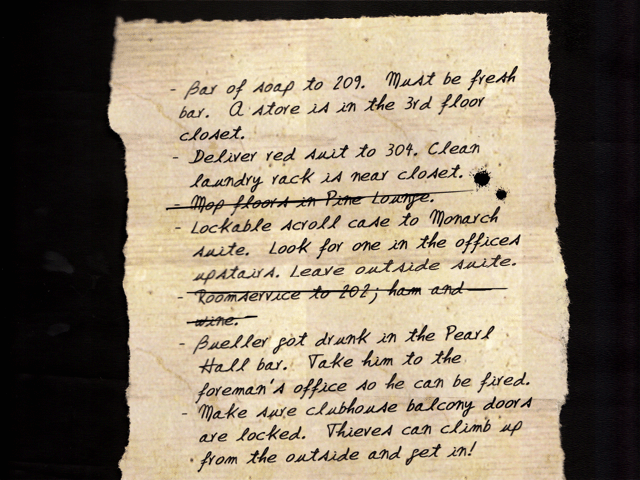 - Bar of soap to 209. Must be fresh
bar. A store is in the 3rd floor
closet.
- Deliver red suit to 304. Clean
laundry rack is near closet.
- Mop floors in Pine Lounge.
- Lockable scroll case to Monarch
suite. Look for one in the offices
upstairs. Leave outside suite.
- Roomservice to 202; ham and
wine.
- Bueller got drunk in the Pearl
Hall bar. Take him to the
foreman's office so he can be fired.
- Make sure clubhouse balcony doors
are locked. Thieves can climb up
from the outside and get in!